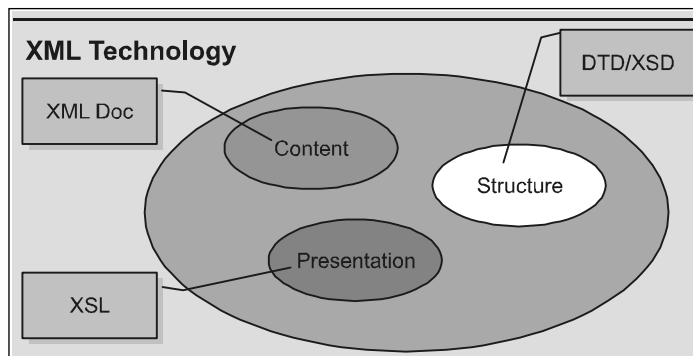 XML Technology
DTD/XSD
XML Doc
Content
Structure
Presentation
XSL